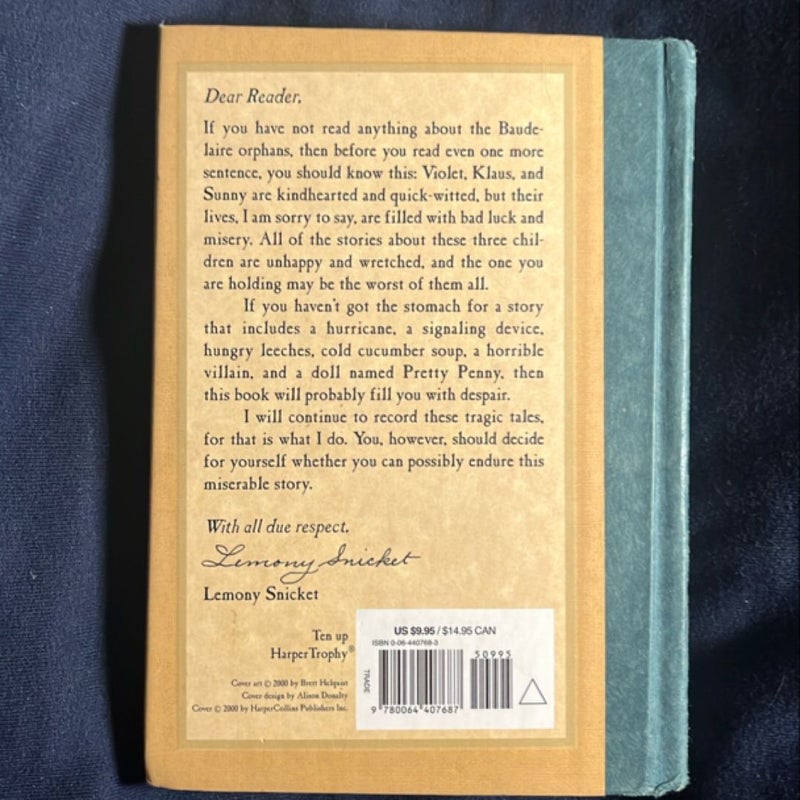 Dear Reader,
If you have not read anything about the Baude-
laire orphans, then before you read even one more
sentence, you should know this: Violet, Klaus, and
Sunny are kindhearted and quick-witted, but their
lives, I am sorry to say, are filled with bad luck and
misery. All of the stories about these three chil-
dren are unhappy and wretched, and the one you
are holding may be the worst of them all.
If you haven't got the stomach for a story
that includes a hurricane, a signaling device,
hungry leeches, cold cucumber soup, a horrible
villain, and a doll named Pretty Penny, then
this book will probably fill you with despair.
I will continue to record these tragic tales,
for that is what I do. You, however, should decide
for yourself whether you can possibly endure this
miserable story.
With all due respect,
Lemony Snicket
Lemony Snicket
Ten up
HarperTrophy®
Cover art © 2000 by Brett Helquist
Cover design by Alison Donalty
Cover © 2000 by HarperCollins Publishers Inc.
US $9.95 / $14.95 CAN
ISBN 0-06-440768-3
50995
TRADE
9 780064 407687